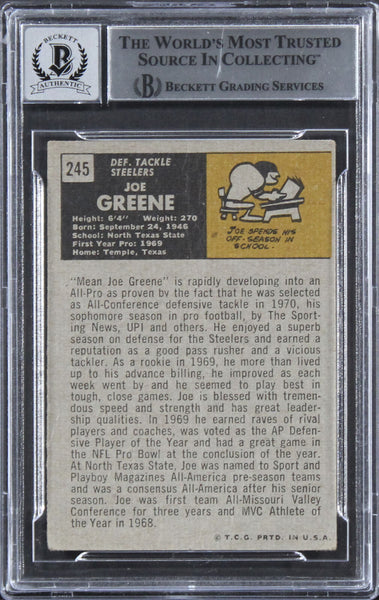 BECKETT
B
AUTHENTIC
THE WORLD'S MOST TRUSTED
SOURCE IN COLLECTING™
B BECKETT GRADING SERVICES
245
DEF. TACKLE
STEELERS
JOE
GREENE
Height: 6'4" Weight: 270
Born: September 24, 1946
School: North Texas State
First Year Pro: 1969
Home: Temple, Texas
JOE SPENDS HIS
OFF-SEASON IN
SCHOOL.
"Mean Joe Greene" is rapidly developing into an
All-Pro as proven by the fact that he was selected
as All-Conference defensive tackle in 1970, his
sophomore season in pro football, by The Sport-
ing News, UPI and others. He enjoyed a superb
season on defense for the Steelers and earned a
reputation as a good pass rusher and a vicious
tackler. As a rookie in 1969, he more than lived
up to his advance billing, he improved as each
week went by and he seemed to play best in
tough, close games. Joe is blessed with tremen-
dous speed and strength and has great leader-
ship qualities. In 1969 he earned raves of rival
players and coaches, was voted as the AP Defen-
sive Player of the Year and had a great game in
the NFL Pro Bowl at the conclusion of the year.
At North Texas State, Joe was named to Sport and
Playboy Magazines All-America pre-season teams
and was a consensus All-America after his senior
season. Joe was first team All-Missouri Valley
Conference for three years and MVC Athlete of
the Year in 1968.
© T.C.G. PRTD. IN U.S.A.